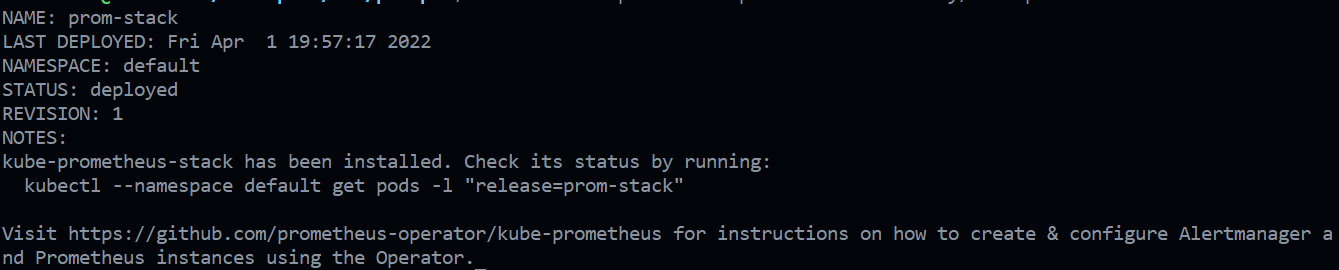 NAME: prom-stack
LAST DEPLOYED: Fri Apr  1 19:57:17 2022
NAMESPACE: default
STATUS: deployed
REVISION: 1
NOTES:
kube-prometheus-stack has been installed. Check its status by running:
  kubectl --namespace default get pods -l "release=prom-stack"

Visit https://github.com/prometheus-operator/kube-prometheus for instructions on how to create & configure Alertmanager a
nd Prometheus instances using the Operator.